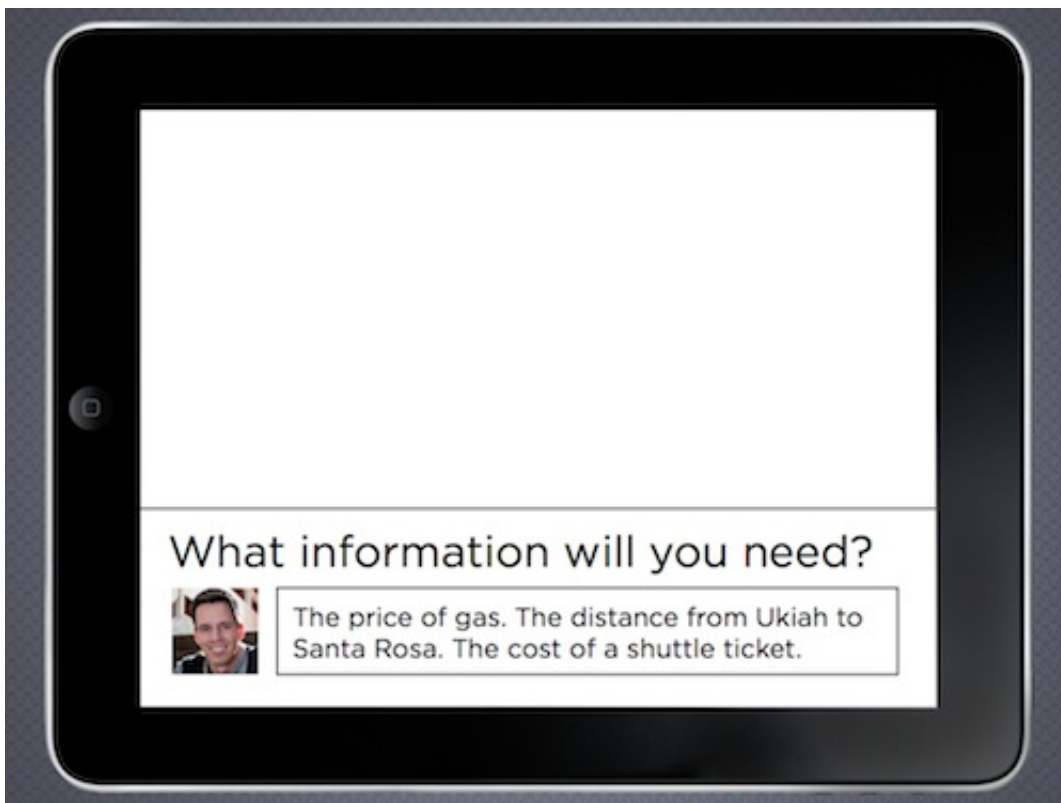 What information will you need?
The price of gas. The distance from Ukiah to
Santa Rosa. The cost of a shuttle ticket.